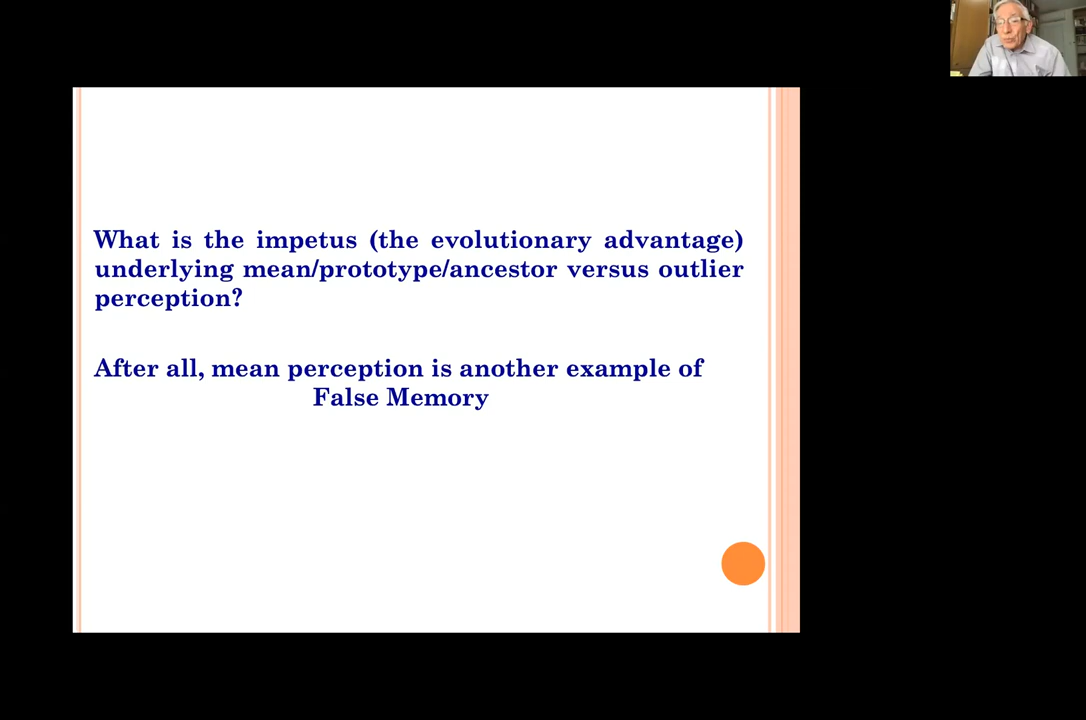 What is the impetus (the evolutionary advantage)
underlying mean/prototype/ancestor versus outlier
perception?
After all, mean perception is another example of
False Memory